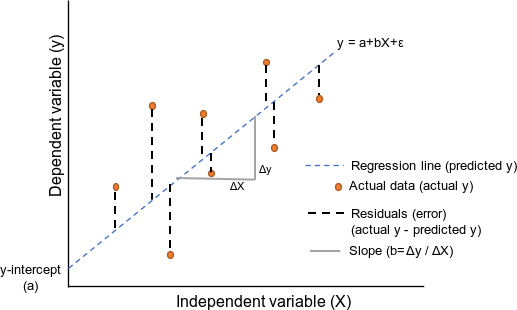 y = a+bX+ε
Dependent variable (y)
Δy
ΔX
Regression line (predicted y)
Actual data (actual y)
Residuals (error)
(actual y - predicted y)
Slope (b= Δy / ΔX)
y-intercept
(a)
Independent variable (X)